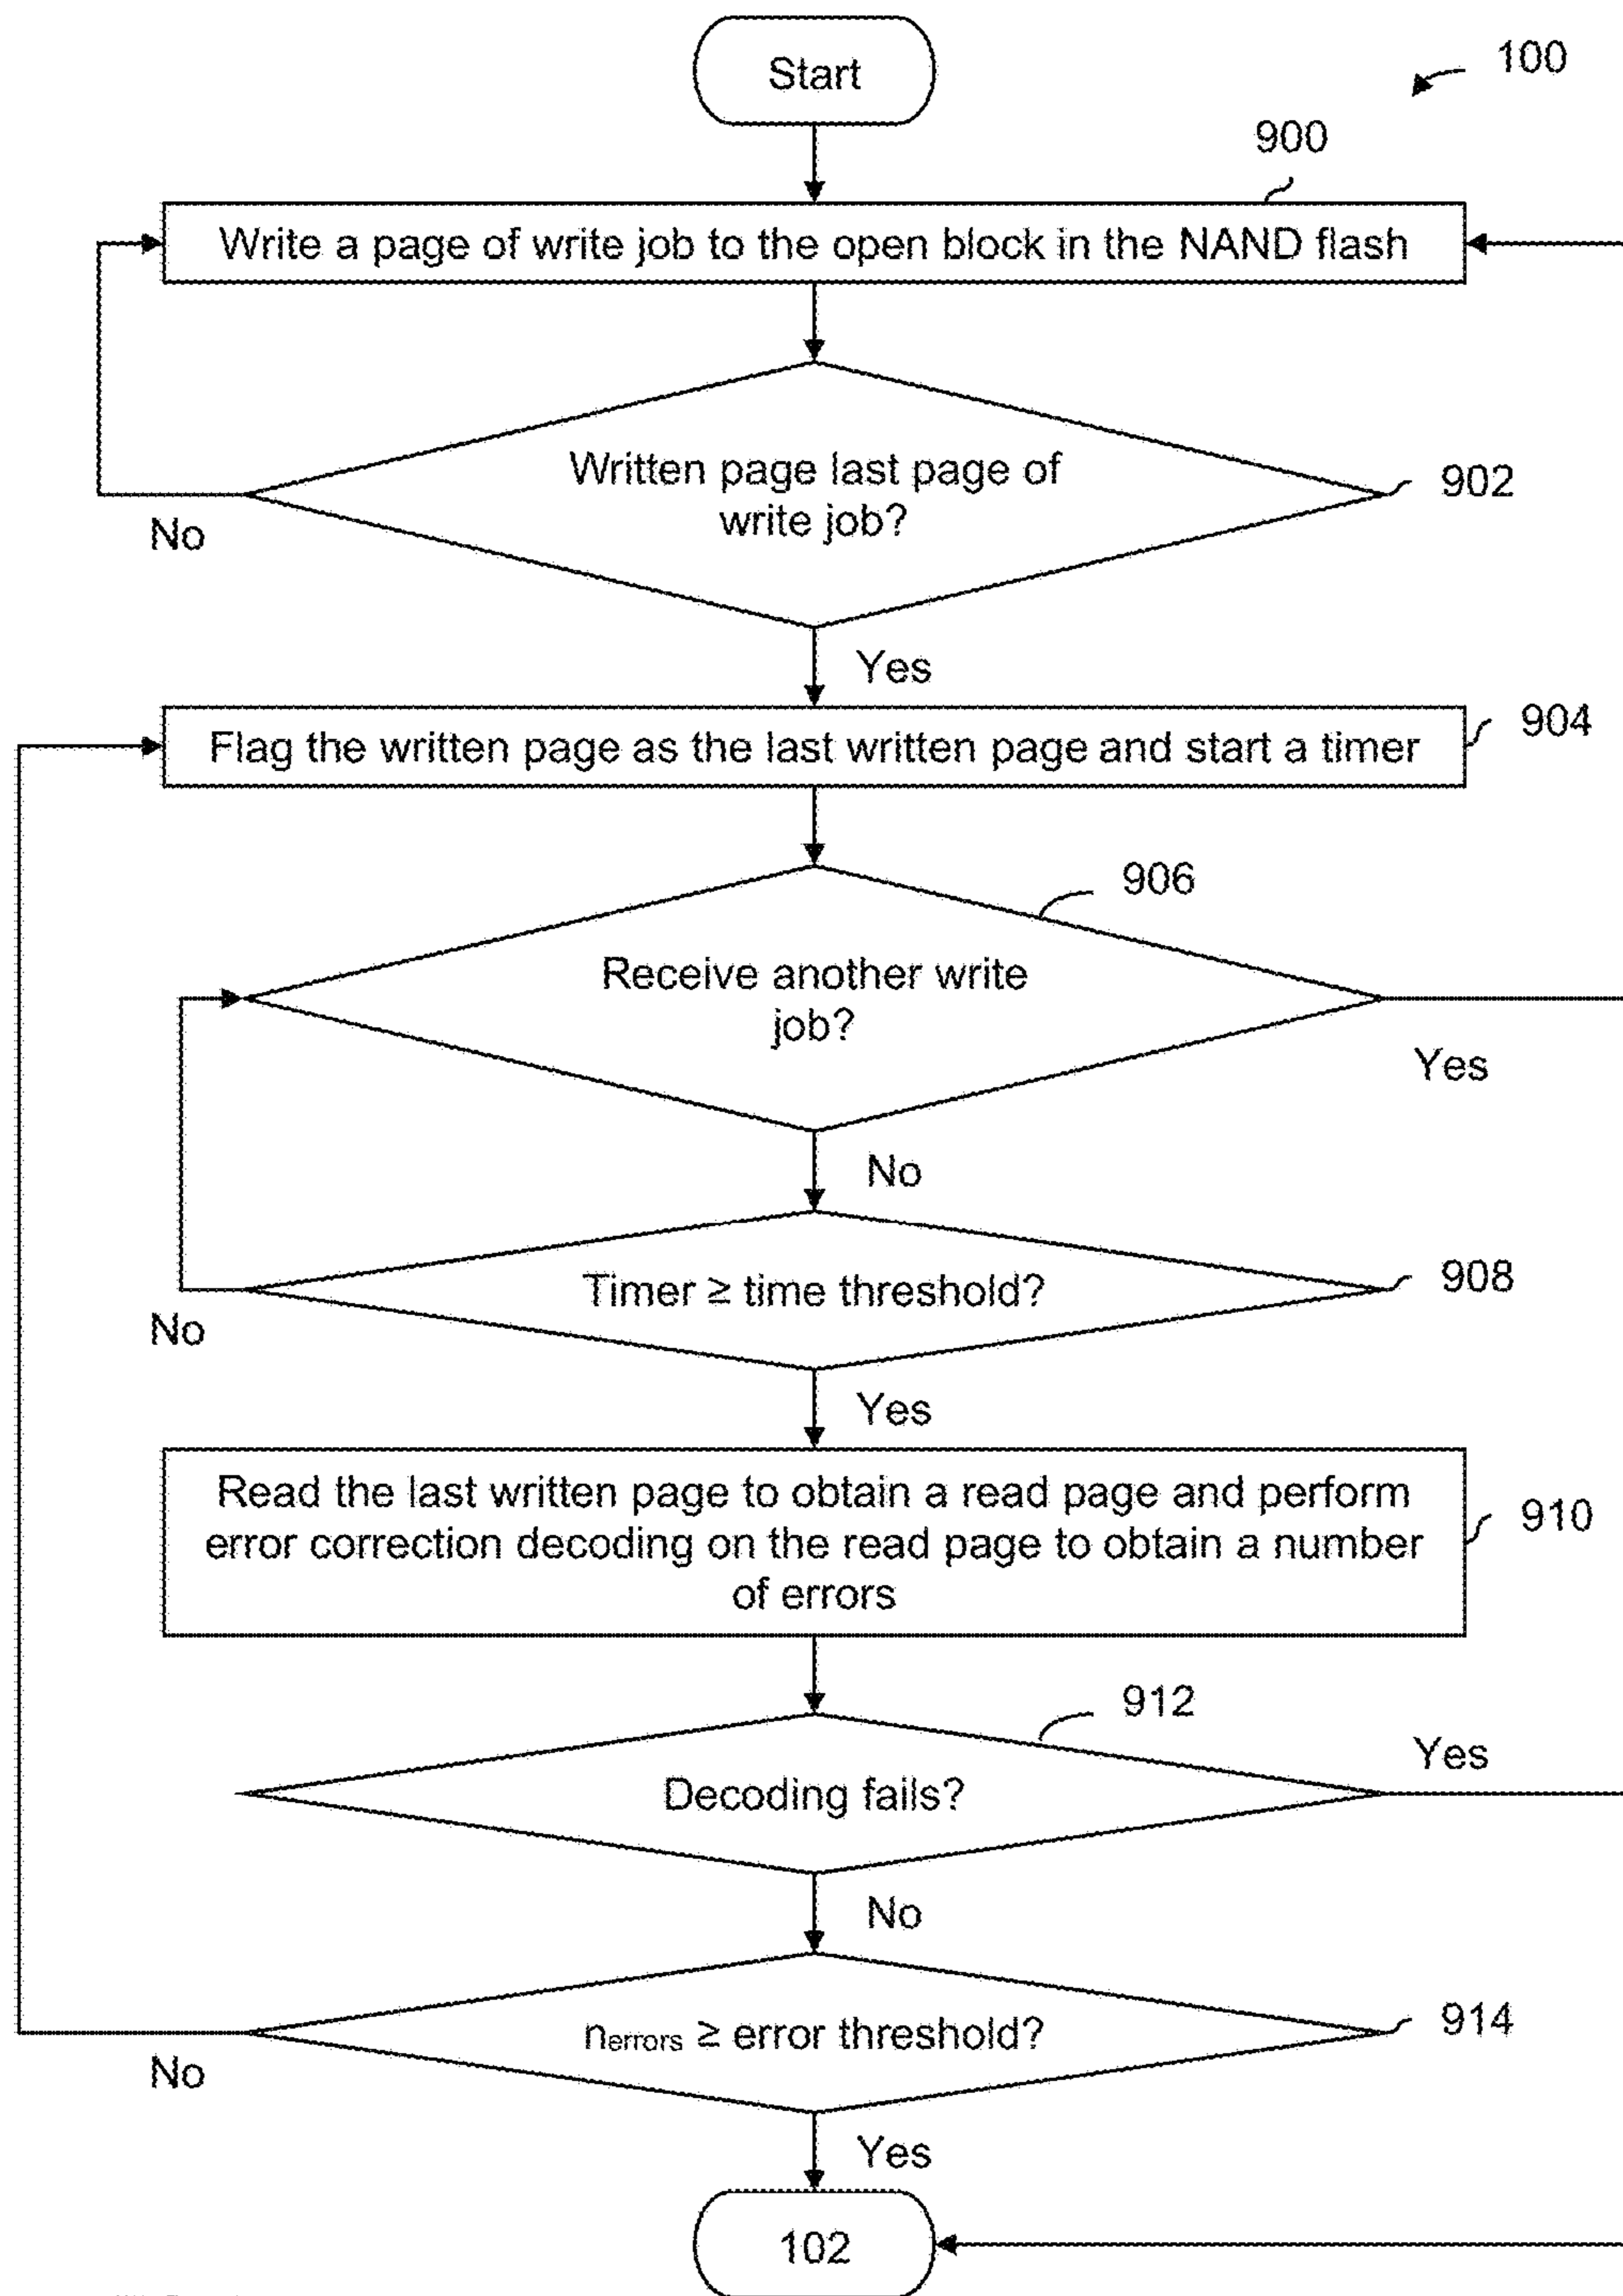 Start
100
900
Write a page of write job to the open block in the NAND flash
Written page last page of
write job?
902
No
Yes
Flag the written page as the last written page and start a timer
904
906
Receive another write
job?
Yes
No
Timer ≥ time threshold?
908
No
Yes
Read the last written page to obtain a read page and perform
error correction decoding on the read page to obtain a number
of errors
910
912
Yes
Decoding fails?
No
nerrors ≥ error threshold?
914
No
Yes
102